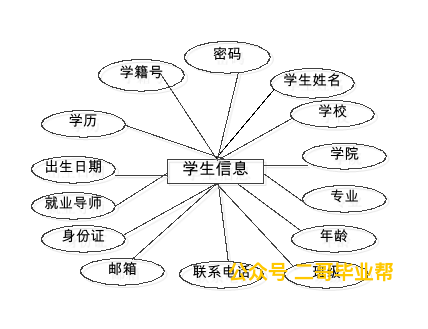 密码
学籍号
学生姓名
学校
学历
学院
出生日期
学生信息
就业导师
专业
身份证
年龄
邮箱
联系电话
班级
公众号 二哥毕业帮